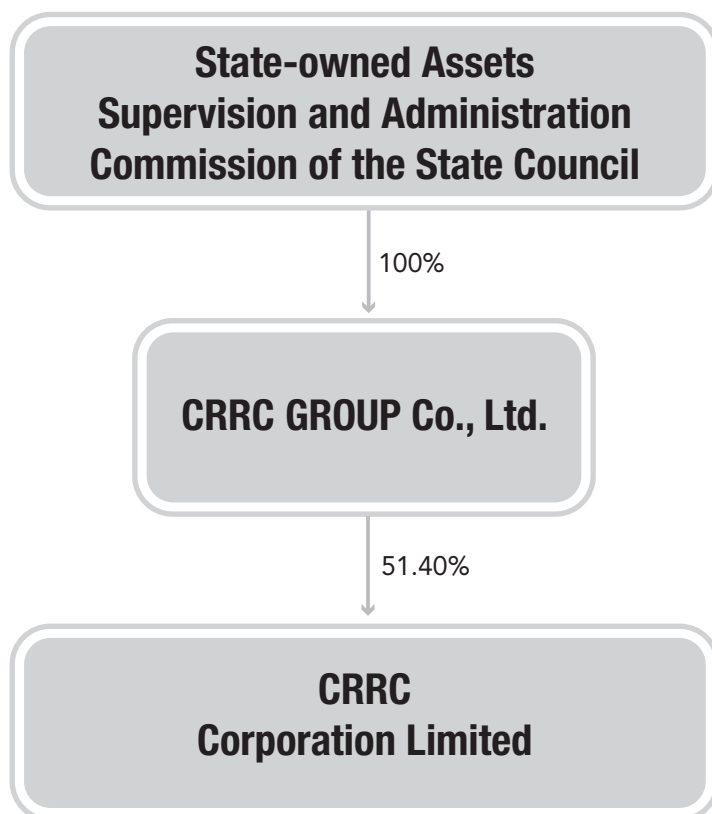 State-owned Assets
Supervision and Administration
Commission of the State Council
100%
CRRC GROUP Co., Ltd.
51.40%
CRRC
Corporation Limited